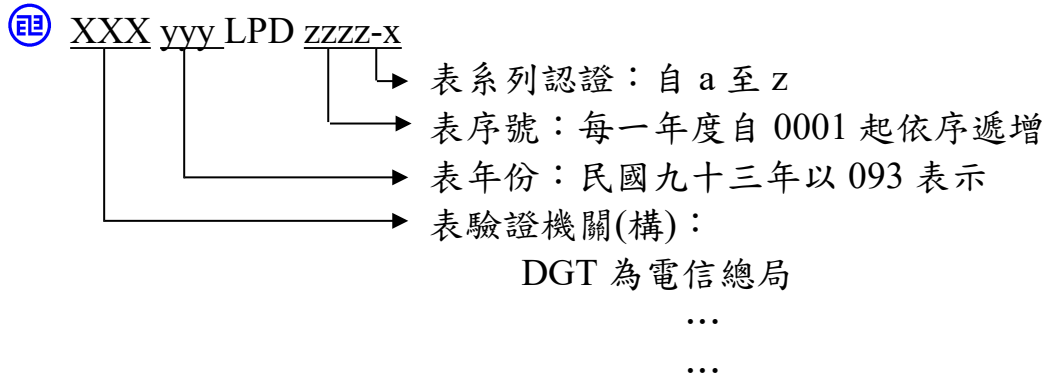 XXX yyy LPD zzzz-x
表系列認證：自 a 至 z
表序號：每一年度自 0001 起依序遞增
表年份：民國九十三年以 093 表示
表驗證機關(構)：
DGT 為電信總局
…
…